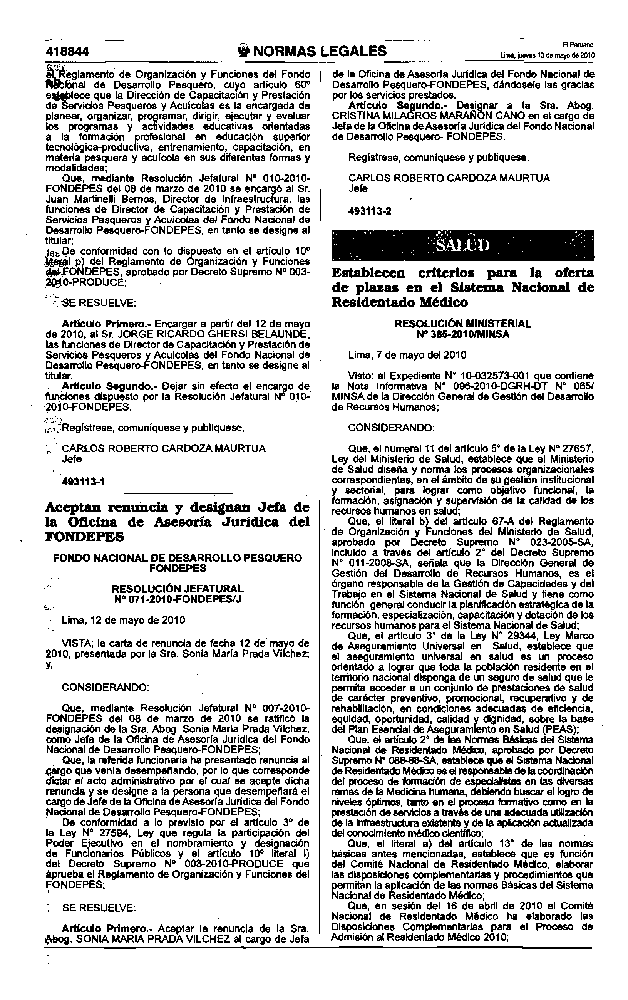 418844
NORMAS LEGALES
El Peruano
Lima, jueves 13 de mayo de 2010
el Reglamento de Organización y Funciones del Fondo
Nacional de Desarrollo Pesquero, cuyo artículo 60º
establece que la Dirección de Capacitación y Prestación
de Servicios Pesqueros y Acuícolas es la encargada de
planear, organizar, programar, dirigir, ejecutar y evaluar
los programas y actividades educativas orientadas
a la formación profesional en educación superior
tecnológica-productiva, entrenamiento, capacitación, en
materia pesquera y acuícola en sus diferentes formas y
modalidades;
Que, mediante Resolución Jefatural Nº 010-2010-
FONDEPES del 08 de marzo de 2010 se encargó al Sr.
Juan Martinelli Bernos, Director de Infraestructura, las
funciones de Director de Capacitación y Prestación de
Servicios Pesqueros y Acuícolas del Fondo Nacional de
Desarrollo Pesquero-FONDEPES, en tanto se designe al
titular;
De conformidad con lo dispuesto en el artículo 10º
literal p) del Reglamento de Organización y Funciones
del FONDEPES, aprobado por Decreto Supremo Nº 003-
2010-PRODUCE;
SE RESUELVE:
Artículo Primero.- Encargar a partir del 12 de mayo
de 2010, al Sr. JORGE RICARDO GHERSI BELAUNDE,
las funciones de Director de Capacitación y Prestación de
Servicios Pesqueros y Acuícolas del Fondo Nacional de
Desarrollo Pesquero-FONDEPES, en tanto se designe al
titular.
Artículo Segundo.- Dejar sin efecto el encargo de
funciones dispuesto por la Resolución Jefatural Nº 010-
2010-FONDEPES.
Regístrese, comuníquese y publíquese,
CARLOS ROBERTO CARDOZA MAURTUA
Jefe
493113-1
Aceptan renuncia y designan Jefa de
la Oficina de Asesoría Jurídica del
FONDEPES
FONDO NACIONAL DE DESARROLLO PESQUERO
FONDEPES
RESOLUCIÓN JEFATURAL
Nº 071-2010-FONDEPES/J
Lima, 12 de mayo de 2010
VISTA; la carta de renuncia de fecha 12 de mayo de
2010, presentada por la Sra. Sonia María Prada Vílchez;
y,
CONSIDERANDO:
Que, mediante Resolución Jefatural Nº 007-2010-
FONDEPES del 08 de marzo de 2010 se ratificó la
designación de la Sra. Abog. Sonia María Prada Vílchez,
como Jefa de la Oficina de Asesoría Jurídica del Fondo
Nacional de Desarrollo Pesquero-FONDEPES;
Que, la referida funcionaria ha presentado renuncia al
cargo que venía desempeñando, por lo que corresponde
dictar el acto administrativo por el cual se acepte dicha
renuncia y se designe a la persona que desempeñará el
cargo de Jefe de la Oficina de Asesoría Jurídica del Fondo
Nacional de Desarrollo Pesquero-FONDEPES;
De conformidad a lo previsto por el artículo 3º de
la Ley Nº 27594, Ley que regula la participación del
Poder Ejecutivo en el nombramiento y designación
de Funcionarios Públicos y el artículo 10º literal l)
del Decreto Supremo Nº 003-2010-PRODUCE que
aprueba el Reglamento de Organización y Funciones del
FONDEPES;
SE RESUELVE:
Artículo Primero.- Aceptar la renuncia de la Sra.
Abog. SONIA MARIA PRADA VILCHEZ al cargo de Jefa
de la Oficina de Asesoría Jurídica del Fondo Nacional de
Desarrollo Pesquero-FONDEPES, dándosele las gracias
por los servicios prestados.
Artículo Segundo.- Designar a la Sra. Abog.
CRISTINA MILAGROS MARAÑON CANO en el cargo de
Jefa de la Oficina de Asesoría Jurídica del Fondo Nacional
de Desarrollo Pesquero- FONDEPES.
Regístrese, comuníquese y publíquese.
CARLOS ROBERTO CARDOZA MAURTUA
Jefe
493113-2
SALUD
Establecen criterios para la oferta
de plazas en el Sistema Nacional de
Residentado Médico
RESOLUCIÓN MINISTERIAL
Nº 385-2010/MINSA
Lima, 7 de mayo del 2010
Visto: el Expediente N° 10-032573-001 que contiene
la Nota Informativa N° 096-2010-DGRH-DT N° 065/
MINSA de la Dirección General de Gestión del Desarrollo
de Recursos Humanos;
CONSIDERANDO:
Que, el numeral 11 del artículo 5° de la Ley Nº 27657,
Ley del Ministerio de Salud, establece que el Ministerio
de Salud diseña y norma los procesos organizacionales
correspondientes, en el ámbito de su gestión institucional
y sectorial, para lograr como objetivo funcional, la
formación, asignación y supervisión de la calidad de los
recursos humanos en salud;
Que, el literal b) del artículo 67-A del Reglamento
de Organización y Funciones del Ministerio de Salud,
aprobado por Decreto Supremo N° 023-2005-SA,
incluido a través del artículo 2° del Decreto Supremo
N° 011-2008-SA, señala que la Dirección General de
Gestión del Desarrollo de Recursos Humanos, es el
órgano responsable de la Gestión de Capacidades y del
Trabajo en el Sistema Nacional de Salud y tiene como
función general conducir la planificación estratégica de la
formación, especialización, capacitación y dotación de los
recursos humanos para el Sistema Nacional de Salud;
Que, el artículo 3° de la Ley N° 29344, Ley Marco
de Aseguramiento Universal en Salud, establece que
el aseguramiento universal en salud es un proceso
orientado a lograr que toda la población residente en el
territorio nacional disponga de un seguro de salud que le
permita acceder a un conjunto de prestaciones de salud
de carácter preventivo, promocional, recuperativo y de
rehabilitación, en condiciones adecuadas de eficiencia,
equidad, oportunidad, calidad y dignidad, sobre la base
del Plan Esencial de Aseguramiento en Salud (PEAS);
Que, el artículo 2° de las Normas Básicas del Sistema
Nacional de Residentado Médico, aprobado por Decreto
Supremo N° 088-88-SA, establece que el Sistema Nacional
de Residentado Médico es el responsable de la coordinación
del proceso de formación de especialistas en las diversas
ramas de la Medicina humana, debiendo buscar el logro de
niveles óptimos, tanto en el proceso formativo como en la
prestación de servicios a través de una adecuada utilización
de la infraestructura existente y de la aplicación actualizada
del conocimiento médico científico;
Que, el literal a) del artículo 13° de las normas
básicas antes mencionadas, establece que es función
del Comité Nacional de Residentado Médico, elaborar
las disposiciones complementarias y procedimientos que
permitan la aplicación de las normas Básicas del Sistema
Nacional de Residentado Médico;
Que, en sesión del 16 de abril de 2010 el Comité
Nacional de Residentado Médico ha elaborado las
Disposiciones Complementarias para el Proceso de
Admisión al Residentado Médico 2010;